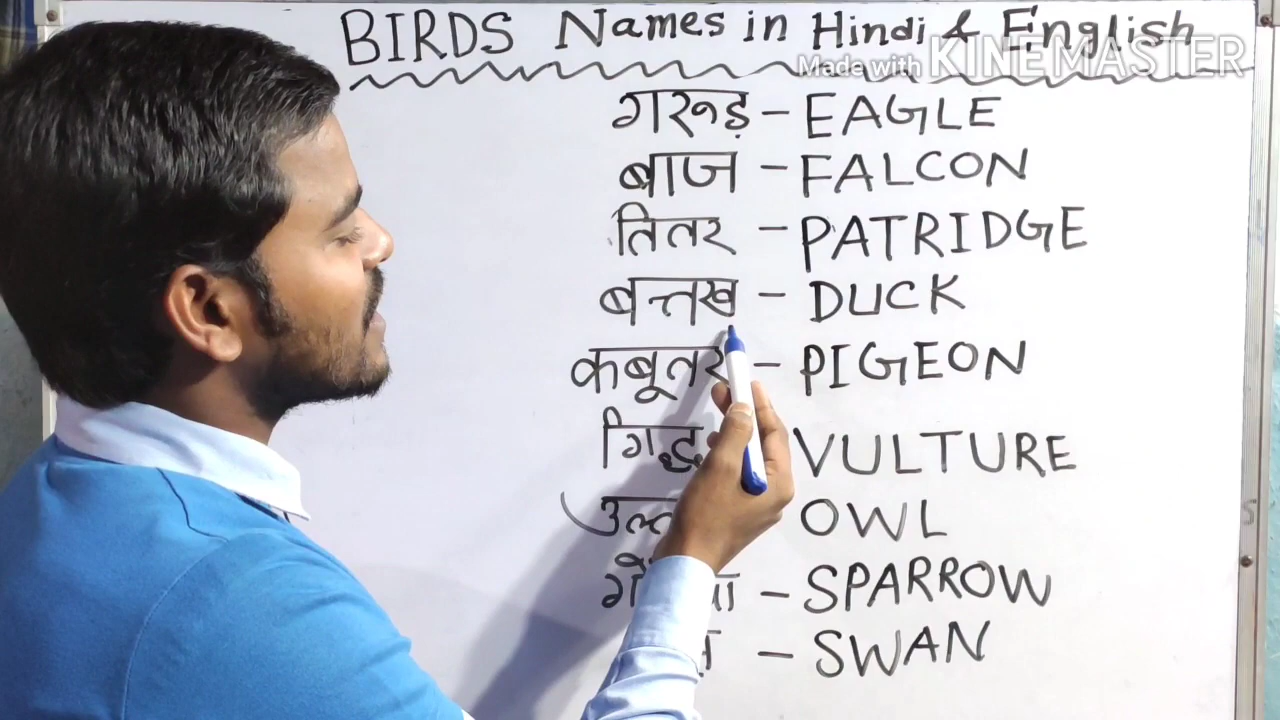 BIRDS Names in Hindi & English
Made with KINEMASTER
गरूड़ - EAGLE
बाज - FALCON
तितर - PATRIDGE
बत्तख - DUCK
कबूतर - PIGEON
गिद्ध VULTURE
OWL
- SPARROW
- SWAN